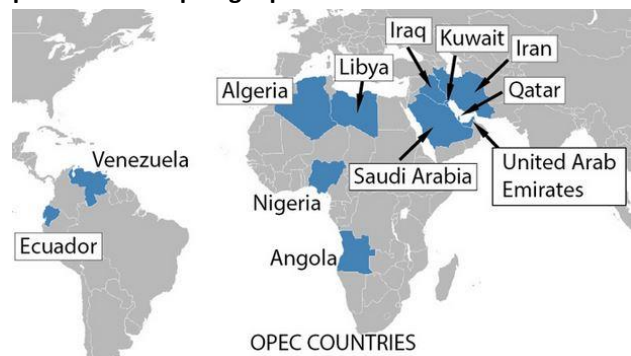 Iraq
Kuwait
Iran
Libya
Algeria
Qatar
Venezuela
Saudi Arabia
United Arab
Emirates
Nigeria
Ecuador
Angola
OPEC COUNTRIES